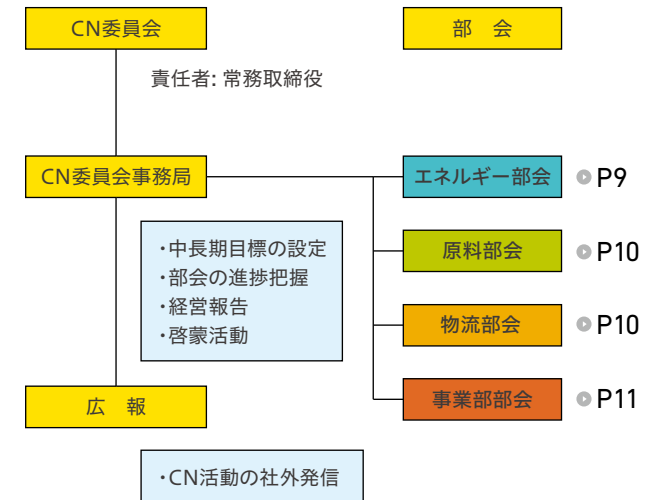 CN委員会
部　会
責任者: 常務取締役
CN委員会事務局
エネルギー部会
P9
・中長期目標の設定
・部会の進捗把握
・経営報告
・啓蒙活動
原料部会
P10
物流部会
P10
広　報
事業部部会
P11
・CN活動の社外発信